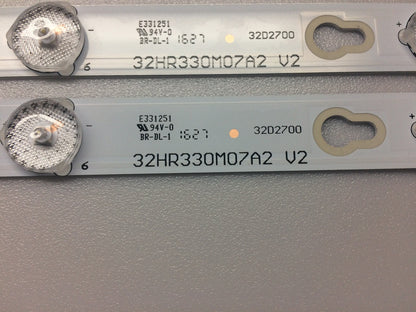 E331251
94V-0
BR-DL-1 1627 32D2700
- 6 32HR330M07A2 V2
E331251
94V-0
BR-DL-1 1627 32D2700
- 6 32HR330M07A2 V2